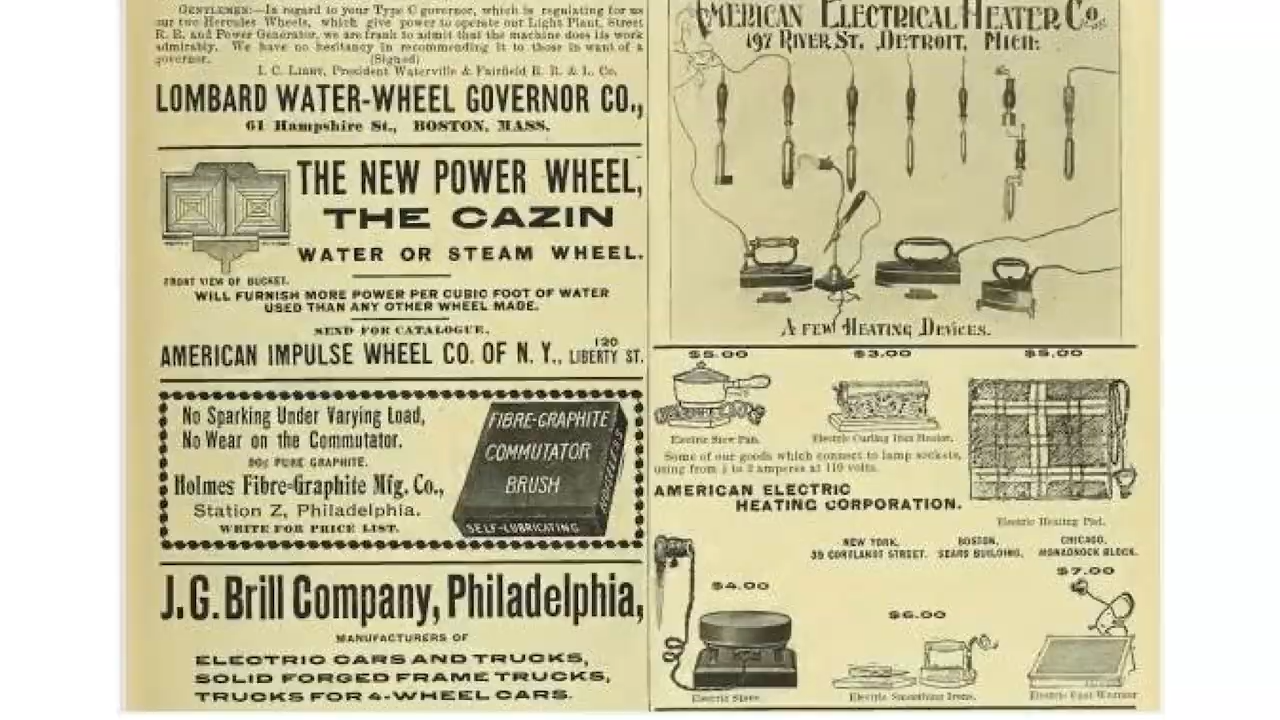 GENTLEMEN:—In regard to your Type C governor, which is regulating for us
our two Hercules Wheels, which give power to operate our Light Plant, Street
R. R. and Power Generator, we are frank to admit that the machine does its work
admirably. We have no hesitancy in recommending it to those in want of a
governor. (Signed)
I. C. LIBBY, President Waterville & Fairfield R. R. & L. Co.
LOMBARD WATER-WHEEL GOVERNOR CO.,
61 Hampshire St., BOSTON, MASS.
THE NEW POWER WHEEL,
THE CAZIN
WATER OR STEAM WHEEL.
FRONT VIEW OF BUCKET.
WILL FURNISH MORE POWER PER CUBIC FOOT OF WATER
USED THAN ANY OTHER WHEEL MADE.
SEND FOR CATALOGUE.
AMERICAN IMPULSE WHEEL CO. OF N. Y., 120 LIBERTY ST.
No Sparking Under Varying Load,
No Wear on the Commutator.
90% PURE GRAPHITE.
Holmes Fibre-Graphite Mfg. Co.,
Station Z, Philadelphia.
WRITE FOR PRICE LIST.
FIBRE-GRAPHITE
COMMUTATOR
BRUSH
SELF-LUBRICATING
J. G. Brill Company, Philadelphia,
MANUFACTURERS OF
ELECTRIC CARS AND TRUCKS,
SOLID FORGED FRAME TRUCKS,
TRUCKS FOR 4-WHEEL CARS.
AMERICAN ELECTRICAL HEATER CO.
197 RIVER ST. DETROIT, MICH.
A FEW HEATING DEVICES.
$5.00 $3.00 $5.00
Electric Stew Pan. Electric Curling Iron Heater.
Some of our goods which connect to lamp sockets,
using from 1 to 2 amperes at 110 volts.
AMERICAN ELECTRIC
HEATING CORPORATION.
Electric Heating Pad.
NEW YORK, BOSTON, CHICAGO,
39 CORTLANDT STREET. SEARS BUILDING. MONADNOCK BLOCK.
$7.00
$4.00
$6.00
Electric Stove. Electric Smoothing Irons. Electric Foot Warmer